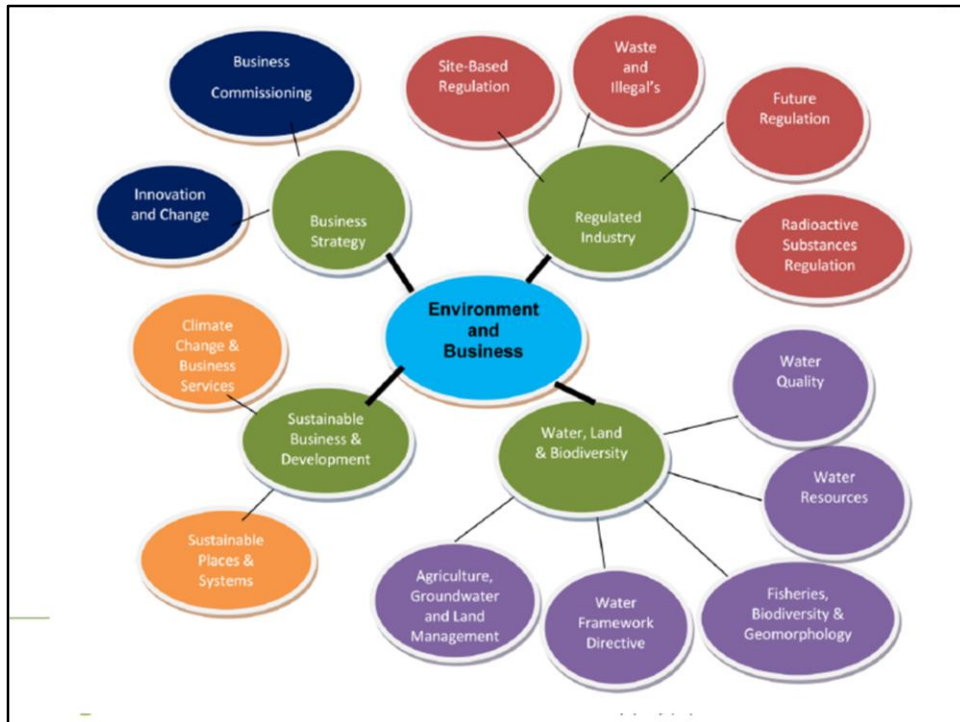 Business
Commissioning
Innovation
and Change
Business
Strategy
Site-Based
Regulation
Waste
and
Illegal's
Future
Regulation
Regulated
Industry
Radioactive
Substances
Regulation
Environment
and
Business
Climate
Change &
Business
Services
Sustainable
Business &
Development
Sustainable
Places &
Systems
Water, Land
& Biodiversity
Water
Quality
Water
Resources
Agriculture,
Groundwater
and Land
Management
Water
Framework
Directive
Fisheries,
Biodiversity &
Geomorphology